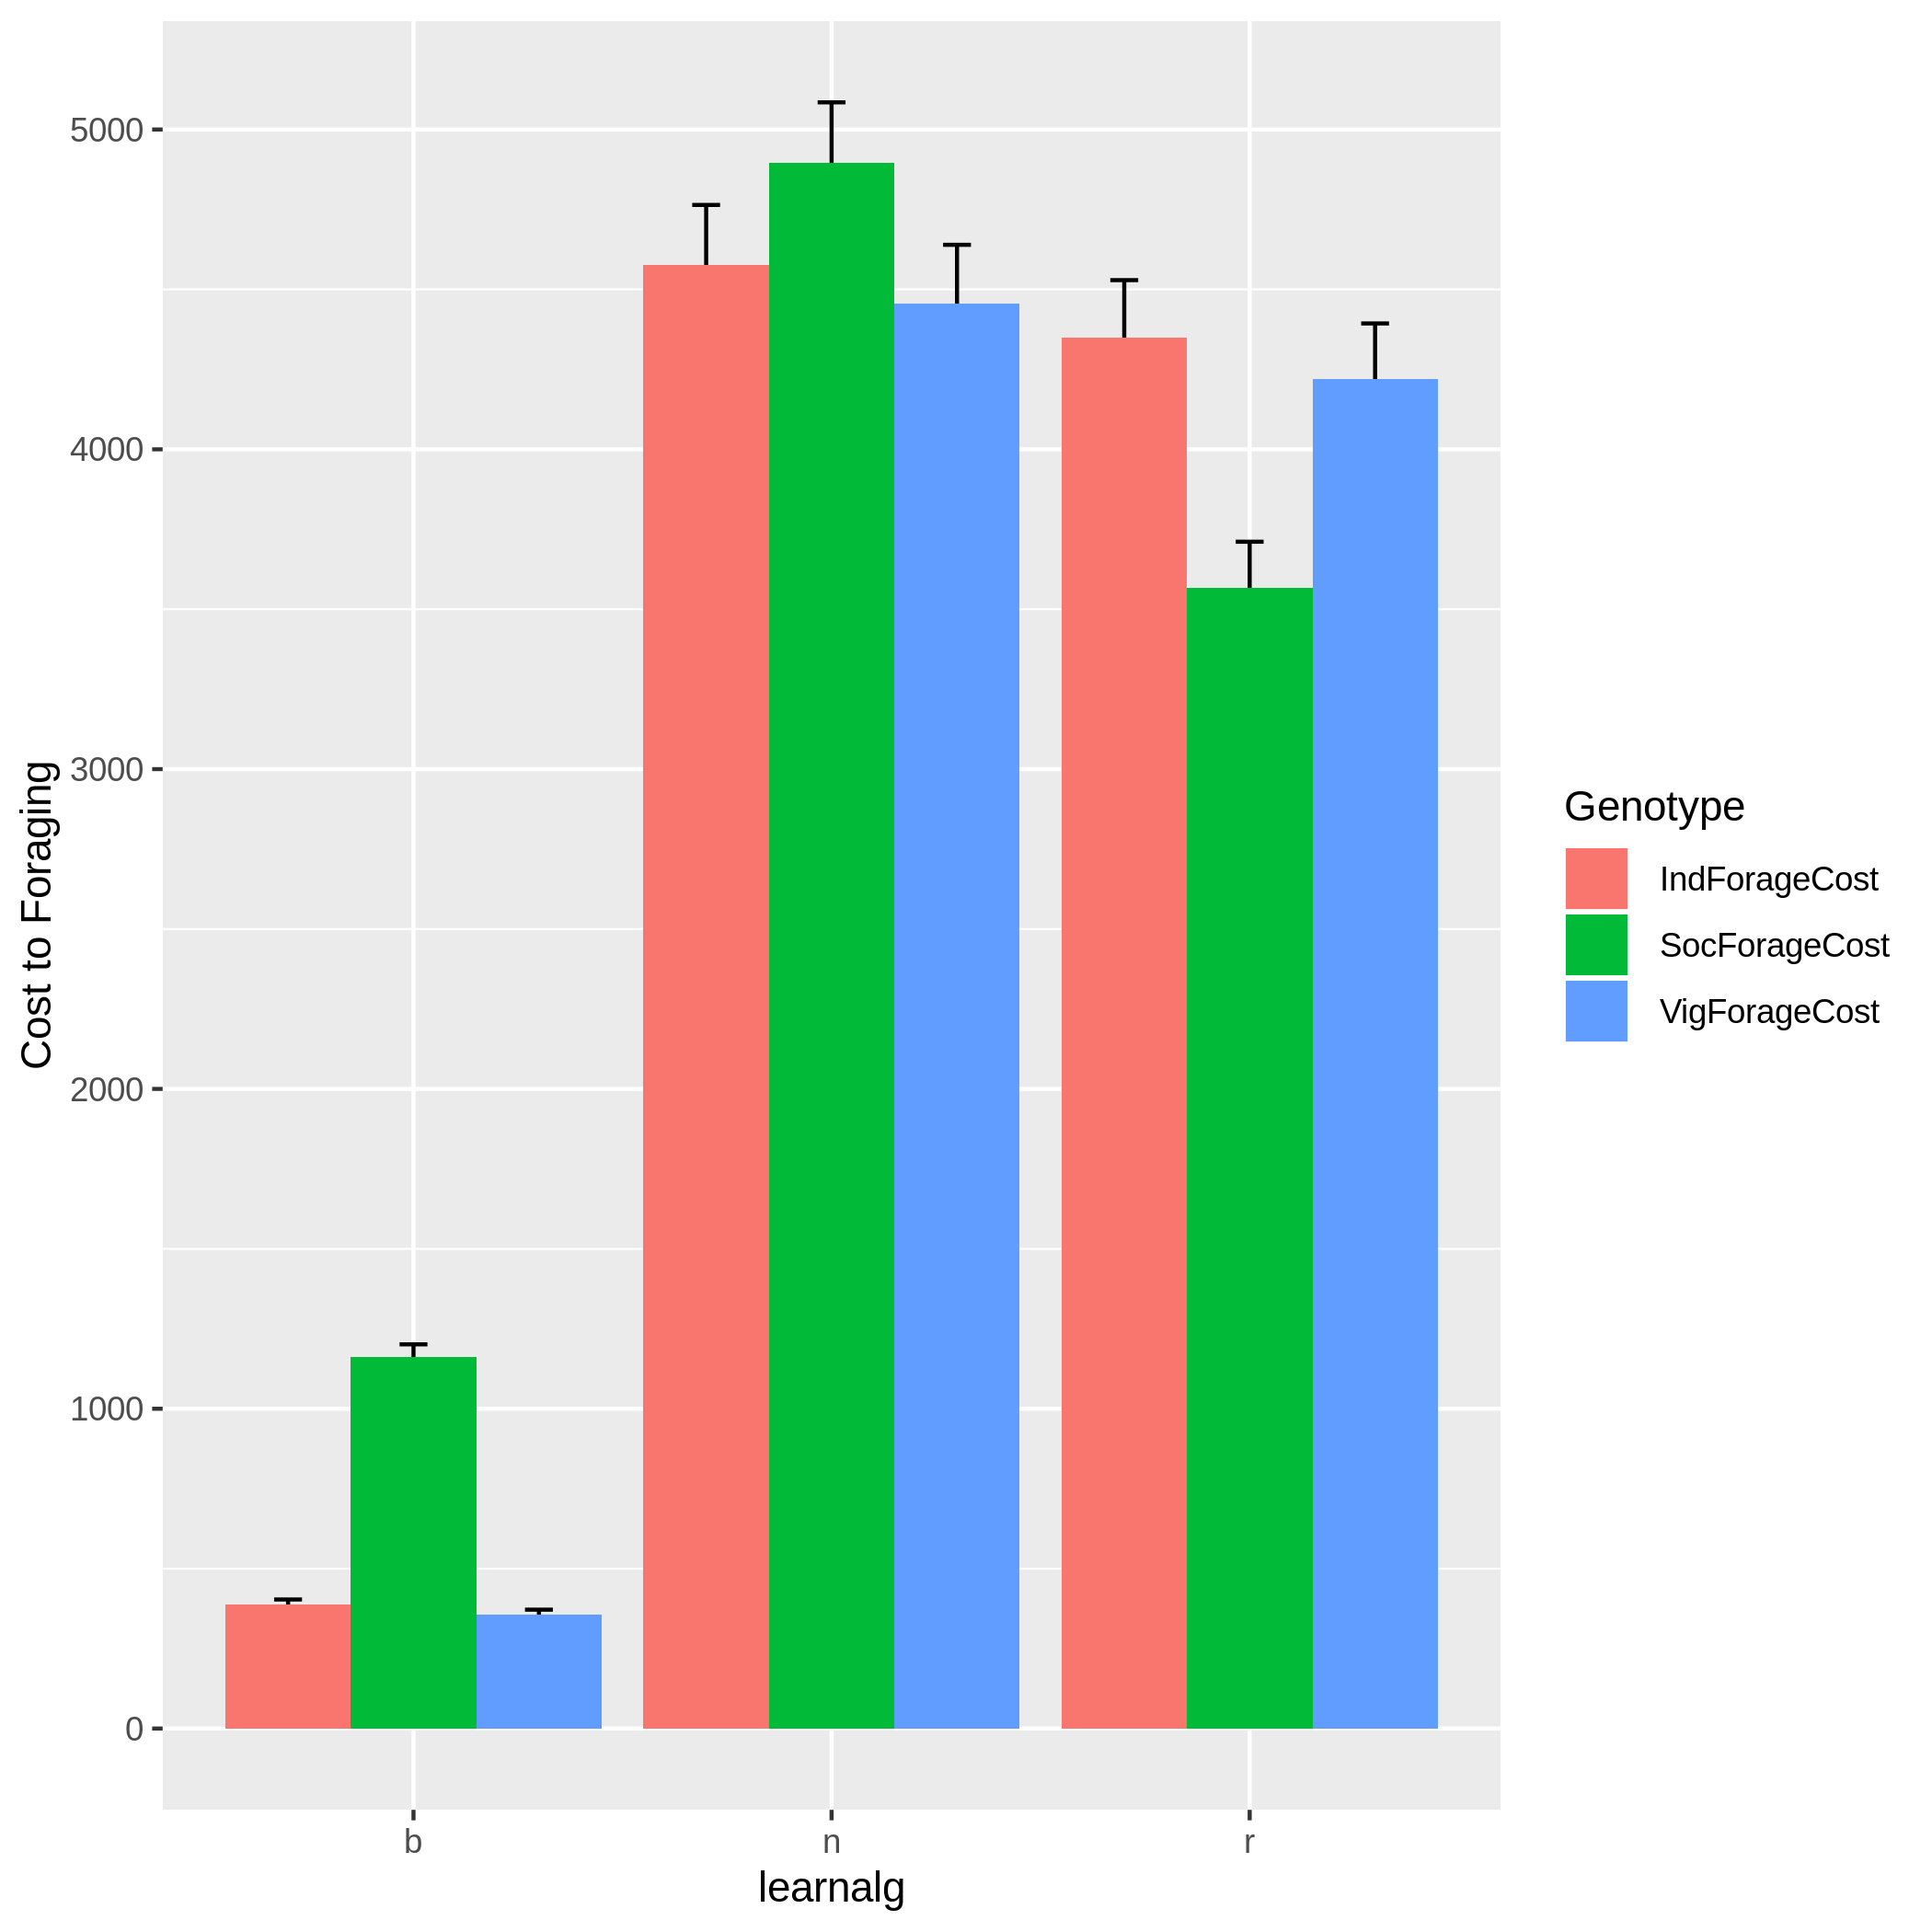 Cost to Foraging
5000
4000
3000
2000
1000
0
b n r
learnalg
Genotype
IndForageCost
SocForageCost
VigForageCost